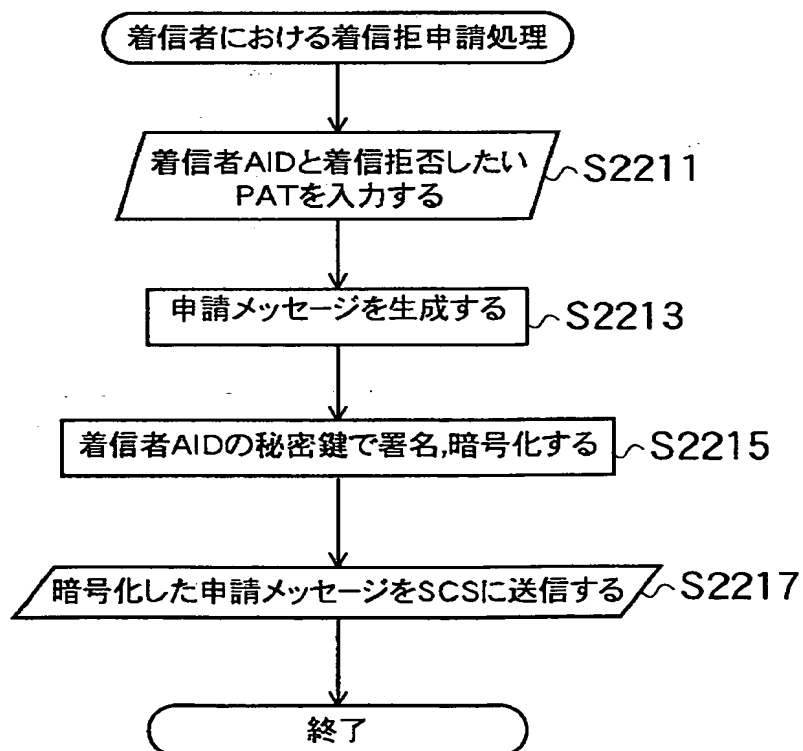 着信者における着信拒申請処理
着信者AIDと着信拒否したい
PATを入力する
S2211
申請メッセージを生成する
S2213
着信者AIDの秘密鍵で署名,暗号化する
S2215
暗号化した申請メッセージをSCSに送信する
S2217
終了